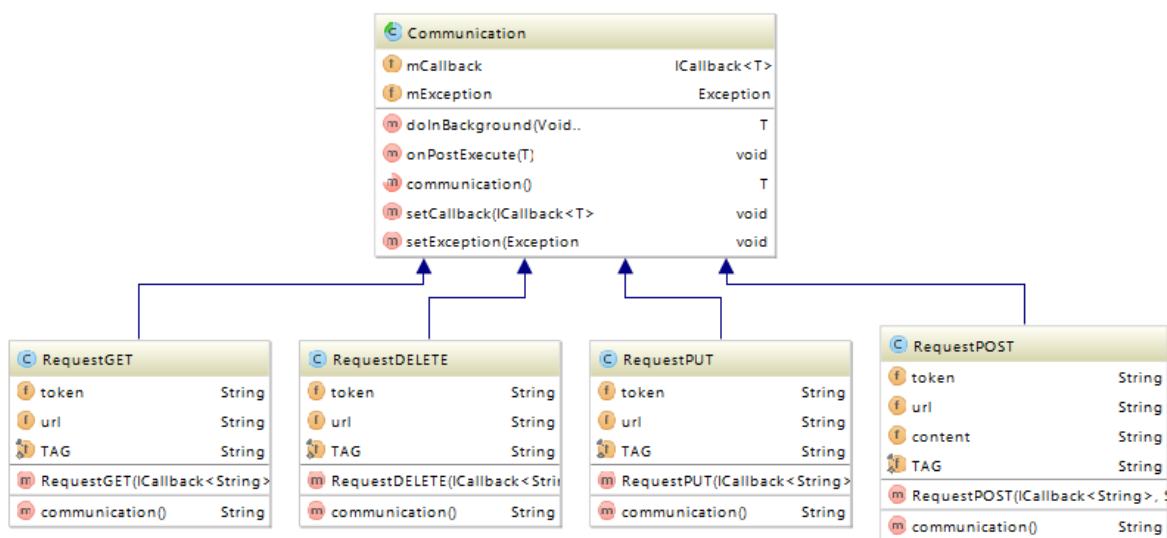 Communication
mCallback ICallback<T>
mException Exception
doInBackground(Void.. T
onPostExecute(T) void
communication() T
setCallback(ICallback<T> void
setException(Exception void
RequestGET
token String
url String
TAG String
RequestGET(ICallback<String>
communication() String
RequestDELETE
token String
url String
TAG String
RequestDELETE(ICallback<Strin
communication() String
RequestPUT
token String
url String
TAG String
RequestPUT(ICallback<String>
communication() String
RequestPOST
token String
url String
content String
TAG String
RequestPOST(ICallback<String>, S
communication() String